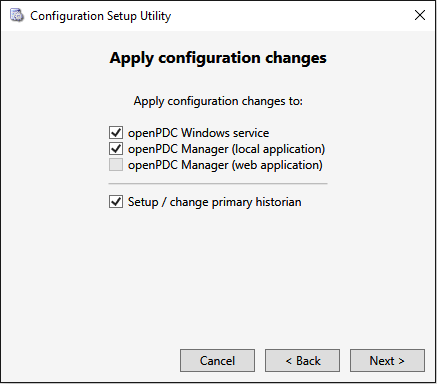 Configuration Setup Utility
Apply configuration changes
Apply configuration changes to:
openPDC Windows service
openPDC Manager (local application)
openPDC Manager (web application)
Setup / change primary historian
Cancel
< Back
Next >